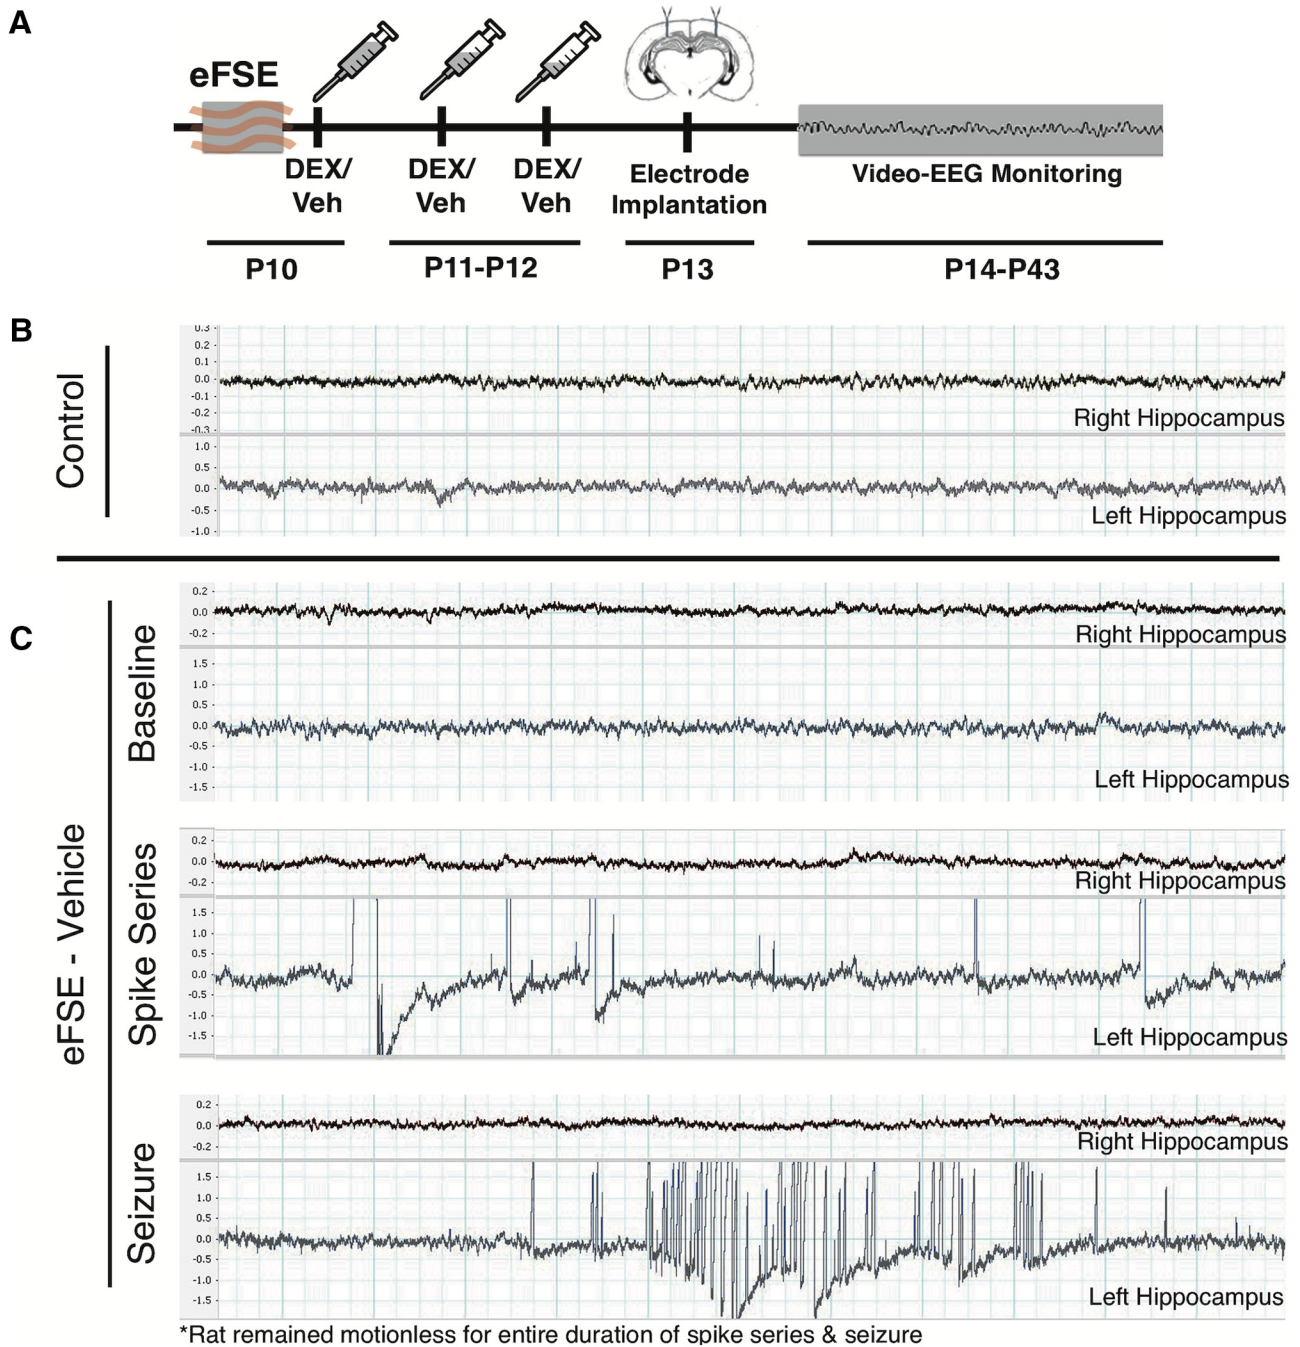 A
eFSE
DEX/
Veh
DEX/
Veh
DEX/
Veh
Electrode
Implantation
Video-EEG Monitoring
P10
P11-P12
P13
P14-P43
B
Control
0.3
0.2
0.1
0.0
-0.1
-0.2
-0.3
Right Hippocampus
1.0
0.5
0.0
-0.5
-1.0
Left Hippocampus
C
eFSE - Vehicle
Baseline
0.2
0.0
-0.2
Right Hippocampus
1.5
1.0
0.5
0.0
-0.5
-1.0
-1.5
Left Hippocampus
Spike Series
0.2
0.0
-0.2
Right Hippocampus
1.5
1.0
0.5
0.0
-0.5
-1.0
-1.5
Left Hippocampus
Seizure
0.2
0.0
-0.2
Right Hippocampus
1.5
1.0
0.5
0.0
-0.5
-1.0
-1.5
Left Hippocampus
*Rat remained motionless for entire duration of spike series & seizure